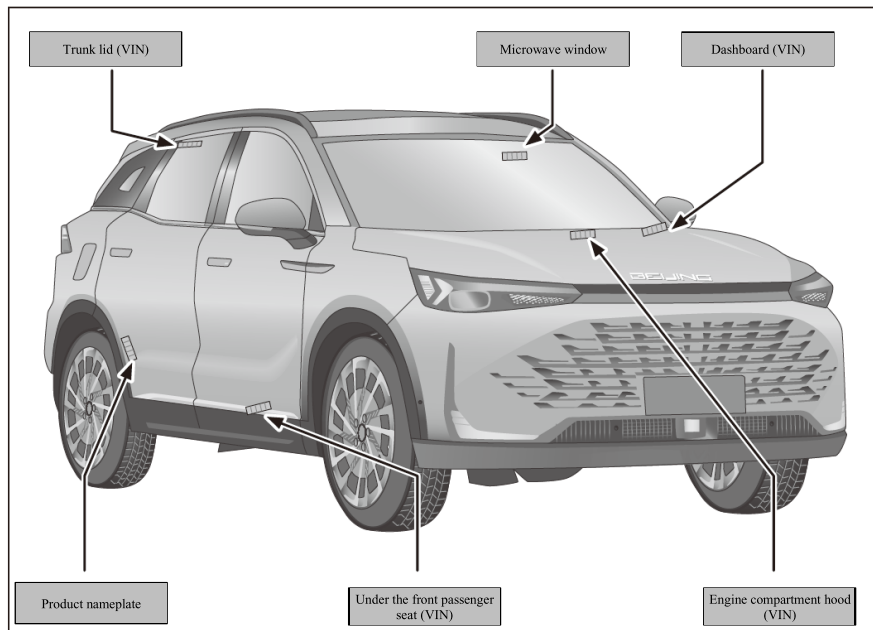 Trunk lid (VIN)
Microwave window
Dashboard (VIN)
BEIJING
Product nameplate
Under the front passenger
seat (VIN)
Engine compartment hood
(VIN)